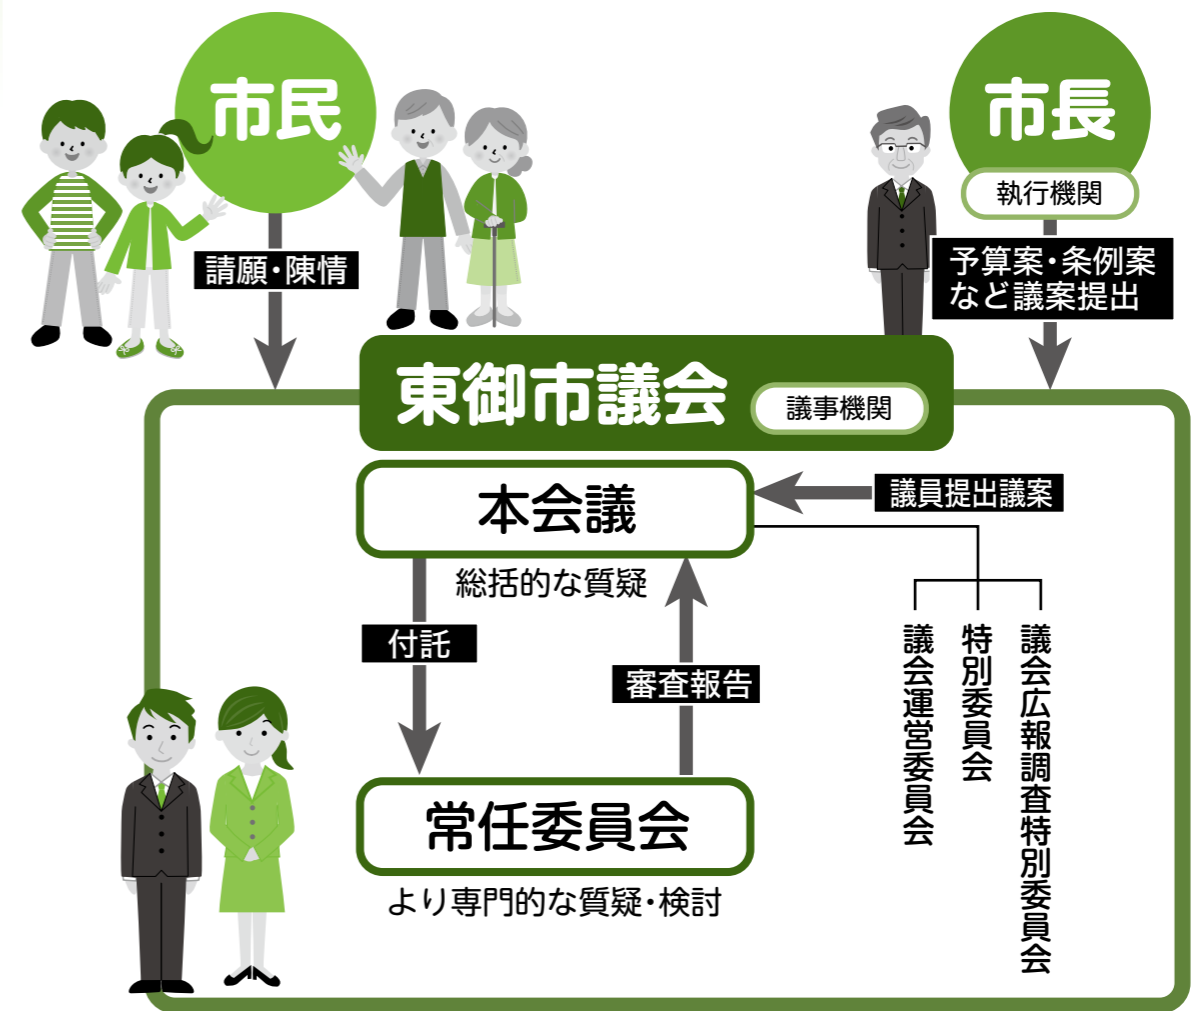 市民
市長
執行機関
請願・陳情
予算案・条例案
など議案提出
東御市議会
議事機関
本会議
議員提出議案
総括的な質疑
付託
審査報告
議会運営委員会
特別委員会
議会広報調査特別委員会
常任委員会
より専門的な質疑・検討